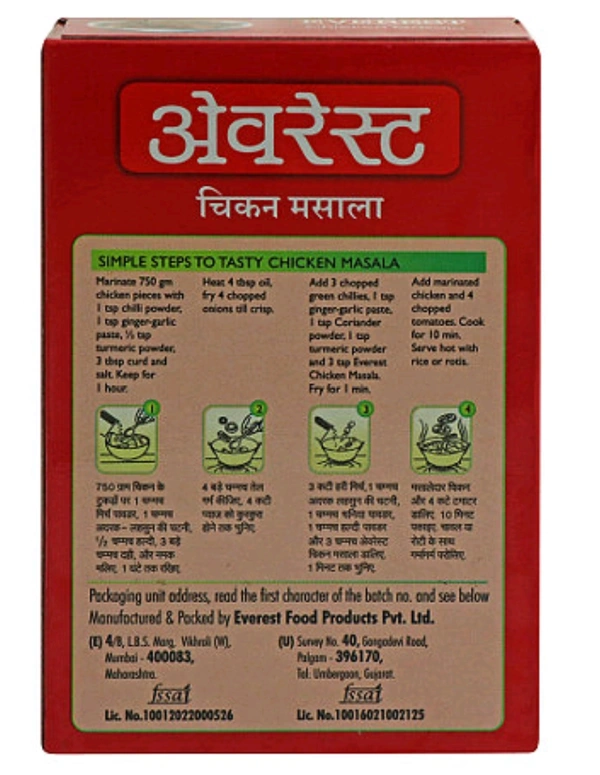 अेवरेस्ट
चिकन मसाला
SIMPLE STEPS TO TASTY CHICKEN MASALA
Marinate 750 gm
chicken pieces with
1 tsp chilli powder,
1 tsp ginger-garlic
paste, ½ tsp
turmeric powder,
3 tbsp curd and
salt. Keep for
1 hour.
Heat 4 tbsp oil,
fry 4 chopped
onions till crisp.
Add 3 chopped
green chillies, 1 tsp
ginger-garlic paste,
1 tsp Coriander
powder, 1 tsp
turmeric powder
and 3 tsp Everest
Chicken Masala.
Fry for 1 min.
Add marinated
chicken and 4
chopped
tomatoes. Cook
for 10 min.
Serve hot with
rice or rotis.
1
2
3
4
750 ग्राम चिकन के
टुकड़ों पर 1 चम्मच
मिर्च पावडर, 1 चम्मच
अदरक-लहसुन की चटनी,
½ चम्मच हल्दी, 3 बड़े
चम्मच दही, और नमक
मलिए, 1 घंटे तक रखिए.
4 बड़े चम्मच तेल
गर्म कीजिए, 4 कटी
प्याज को कुरकुरा
होने तक भुनिए.
3 कटी हरी मिर्च, 1 चम्मच
अदरक लहसुन की चटनी,
1 चम्मच धनिया पावडर,
1 चम्मच हल्दी पावडर
और 3 चम्मच अेवरेस्ट
चिकन मसाला डालिए.
1 मिनट तक भुनिए.
मसालेदार चिकन
और 4 कटे टमाटर
डालिए. 10 मिनट
पकाइए. चावल या
रोटी के साथ
गर्मागर्म परोसिए.
Packaging unit address, read the first character of the batch no. and see below
Manufactured & Packed by Everest Food Products Pvt. Ltd.
(E) 4/8, L.B.S. Marg, Vikhroli (W),
Mumbai - 400083,
Maharashtra.
fssai
Lic. No.10012022000526
(U) Survey No. 40, Gangadevi Road,
Palgam - 396170,
Tal: Umbergaon, Gujarat.
fssai
Lic. No.10016021002125